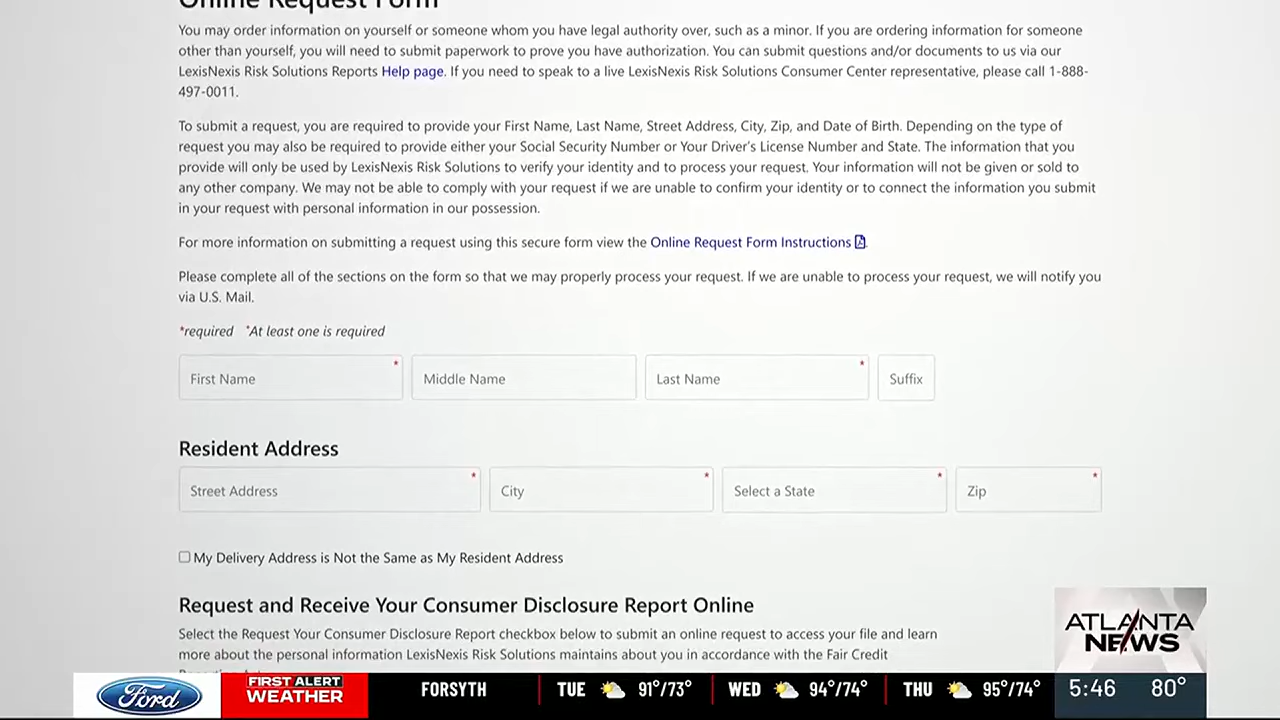 Online Request Form
You may order information on yourself or someone whom you have legal authority over, such as a minor. If you are ordering information for someone
other than yourself, you will need to submit paperwork to prove you have authorization. You can submit questions and/or documents to us via our
LexisNexis Risk Solutions Reports Help page. If you need to speak to a live LexisNexis Risk Solutions Consumer Center representative, please call 1-888-
497-0011.
To submit a request, you are required to provide your First Name, Last Name, Street Address, City, Zip, and Date of Birth. Depending on the type of
request you may also be required to provide either your Social Security Number or Your Driver's License Number and State. The information that you
provide will only be used by LexisNexis Risk Solutions to verify your identity and to process your request. Your information will not be given or sold to
any other company. We may not be able to comply with your request if we are unable to confirm your identity or to connect the information you submit
in your request with personal information in our possession.
For more information on submitting a request using this secure form view the Online Request Form Instructions.
Please complete all of the sections on the form so that we may properly process your request. If we are unable to process your request, we will notify you
via U.S. Mail.
*required *At least one is required
First Name * Middle Name Last Name * Suffix
Resident Address
Street Address * City * Select a State * Zip *
My Delivery Address is Not the Same as My Resident Address
Request and Receive Your Consumer Disclosure Report Online
Select the Request Your Consumer Disclosure Report checkbox below to submit an online request to access your file and learn
more about the personal information LexisNexis Risk Solutions maintains about you in accordance with the Fair Credit
ATLANTA
NEWS
Ford
FIRST ALERT
WEATHER
FORSYTH TUE 91°/73° WED 94°/74° THU 95°/74°
5:46 80°